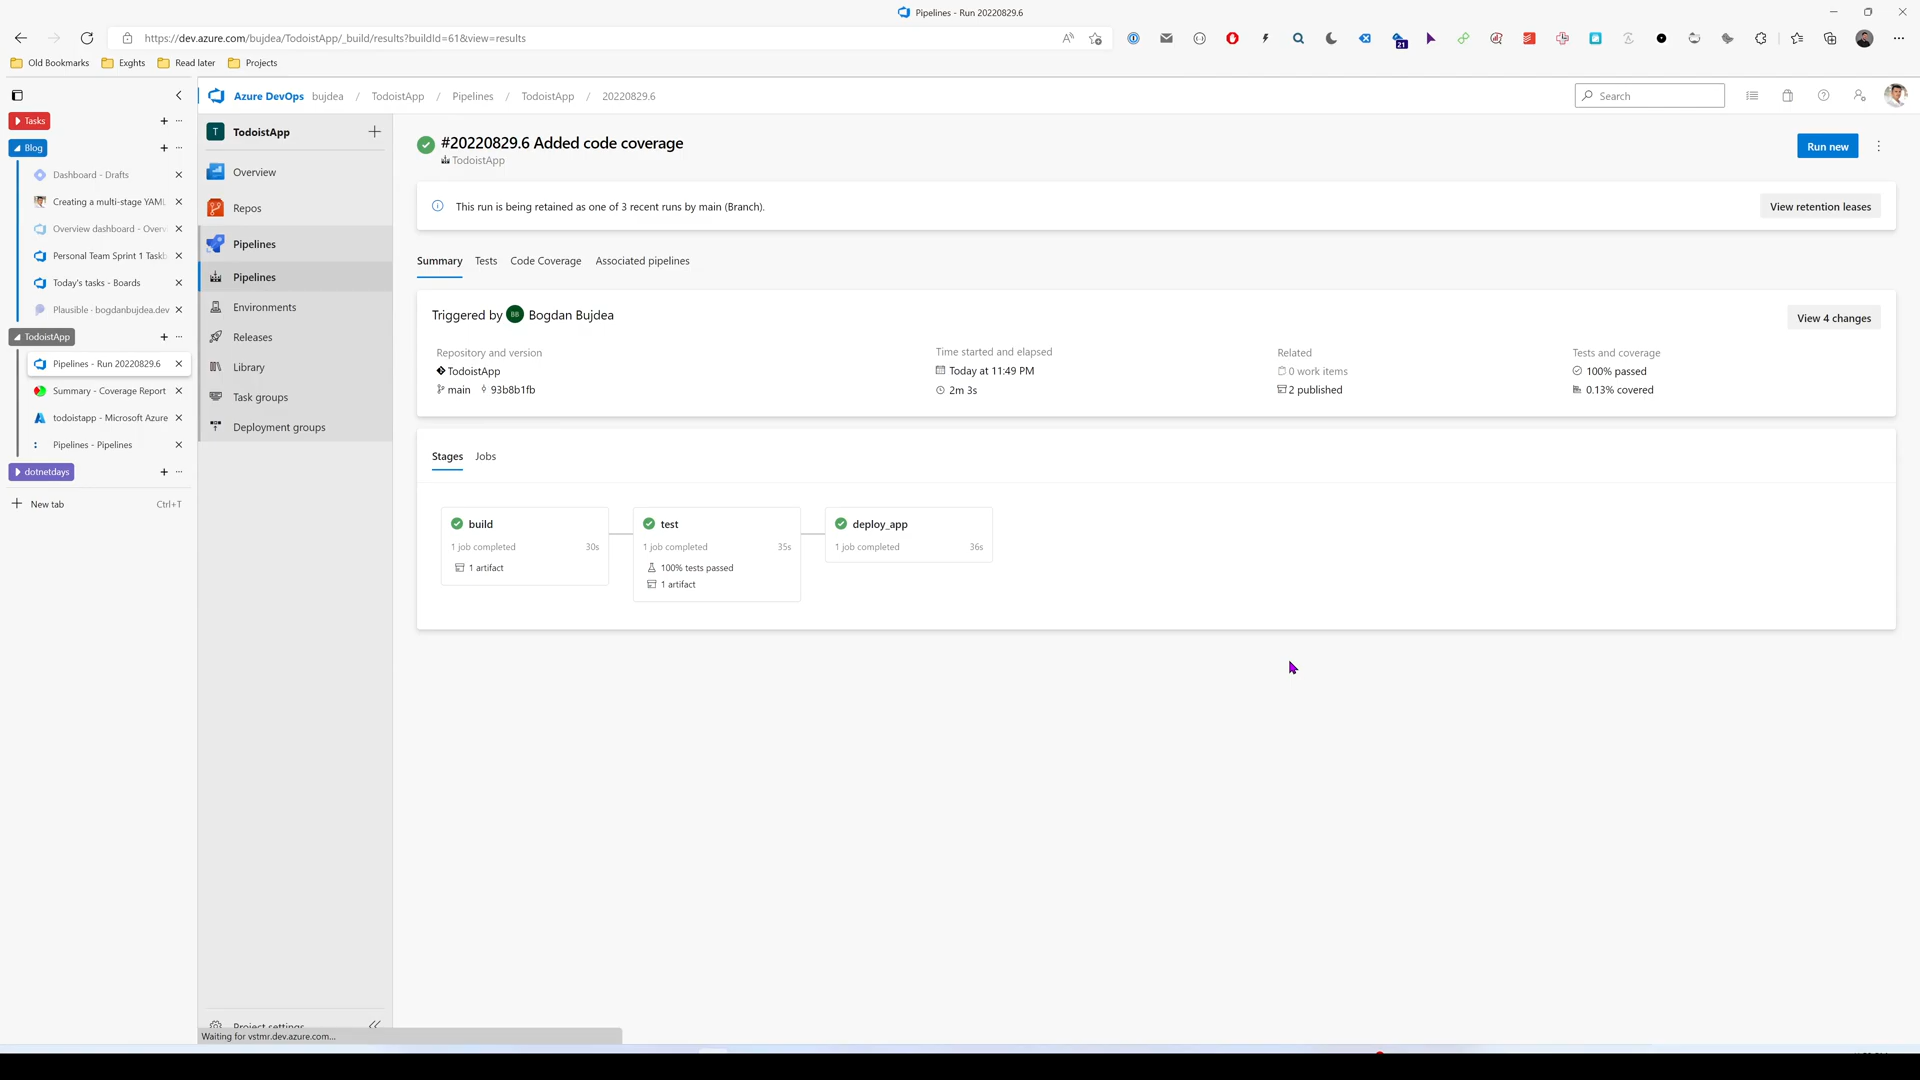 Pipelines - Run 20220829.6
https://dev.azure.com/bujdea/TodoistApp/_build/results?buildId=61&view=results
21
Old Bookmarks
Exghts
Read later
Projects
Tasks
Blog
Dashboard - Drafts
Creating a multi-stage YAML
Overview dashboard - Overv
Personal Team Sprint 1 Taskb
Today's tasks - Boards
Plausible · bogdanbujdea.dev
TodoistApp
Pipelines - Run 20220829.6
Summary - Coverage Report
todoistapp - Microsoft Azure
Pipelines - Pipelines
dotnetdays
New tab
Ctrl+T
Azure DevOps
bujdea / TodoistApp / Pipelines / TodoistApp / 20220829.6
Search
T
TodoistApp
Overview
Repos
Pipelines
Pipelines
Environments
Releases
Library
Task groups
Deployment groups
Project settings
Waiting for vstmr.dev.azure.com...
#20220829.6 Added code coverage
TodoistApp
Run new
This run is being retained as one of 3 recent runs by main (Branch).
View retention leases
Summary
Tests
Code Coverage
Associated pipelines
Triggered by BB Bogdan Bujdea
View 4 changes
Repository and version
TodoistApp
main 93b8b1fb
Time started and elapsed
Today at 11:49 PM
2m 3s
Related
0 work items
2 published
Tests and coverage
100% passed
0.13% covered
Stages
Jobs
build
1 job completed 30s
1 artifact
test
1 job completed 35s
100% tests passed
1 artifact
deploy_app
1 job completed 36s